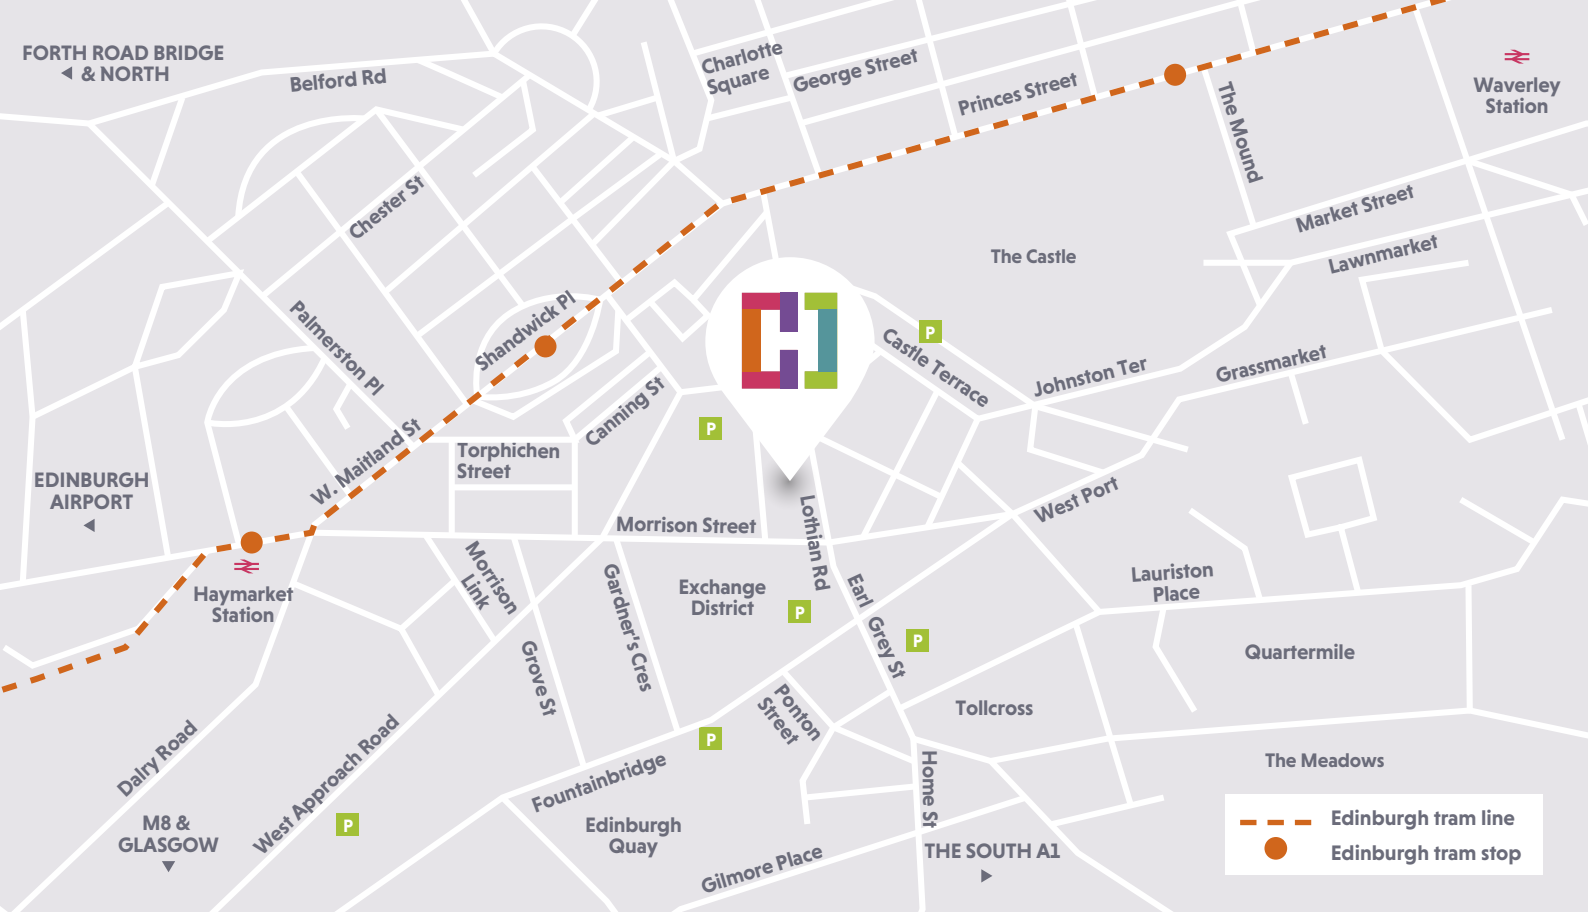 FORTH ROAD BRIDGE
& NORTH
Belford Rd
Charlotte
Square
George Street
Princes Street
The Mound
Waverley
Station
Chester St
Market Street
Lawnmarket
The Castle
Palmerston Pl
Shandwick Pl
P
Castle Terrace
Johnston Ter
Grassmarket
Canning St
P
W. Maitland St
Torphichen
Street
EDINBURGH
AIRPORT
West Port
Morrison Street
Lothian Rd
Haymarket
Station
Morrison
Link
Gardner's Cres
Exchange
District
P
Earl Grey St
P
Lauriston
Place
Quartermile
Grove St
Ponton
Street
Tollcross
Dalry Road
West Approach Road
P
Fountainbridge
Home St
The Meadows
M8 &
GLASGOW
P
Edinburgh
Quay
Gilmore Place
THE SOUTH A1
Edinburgh tram line
Edinburgh tram stop